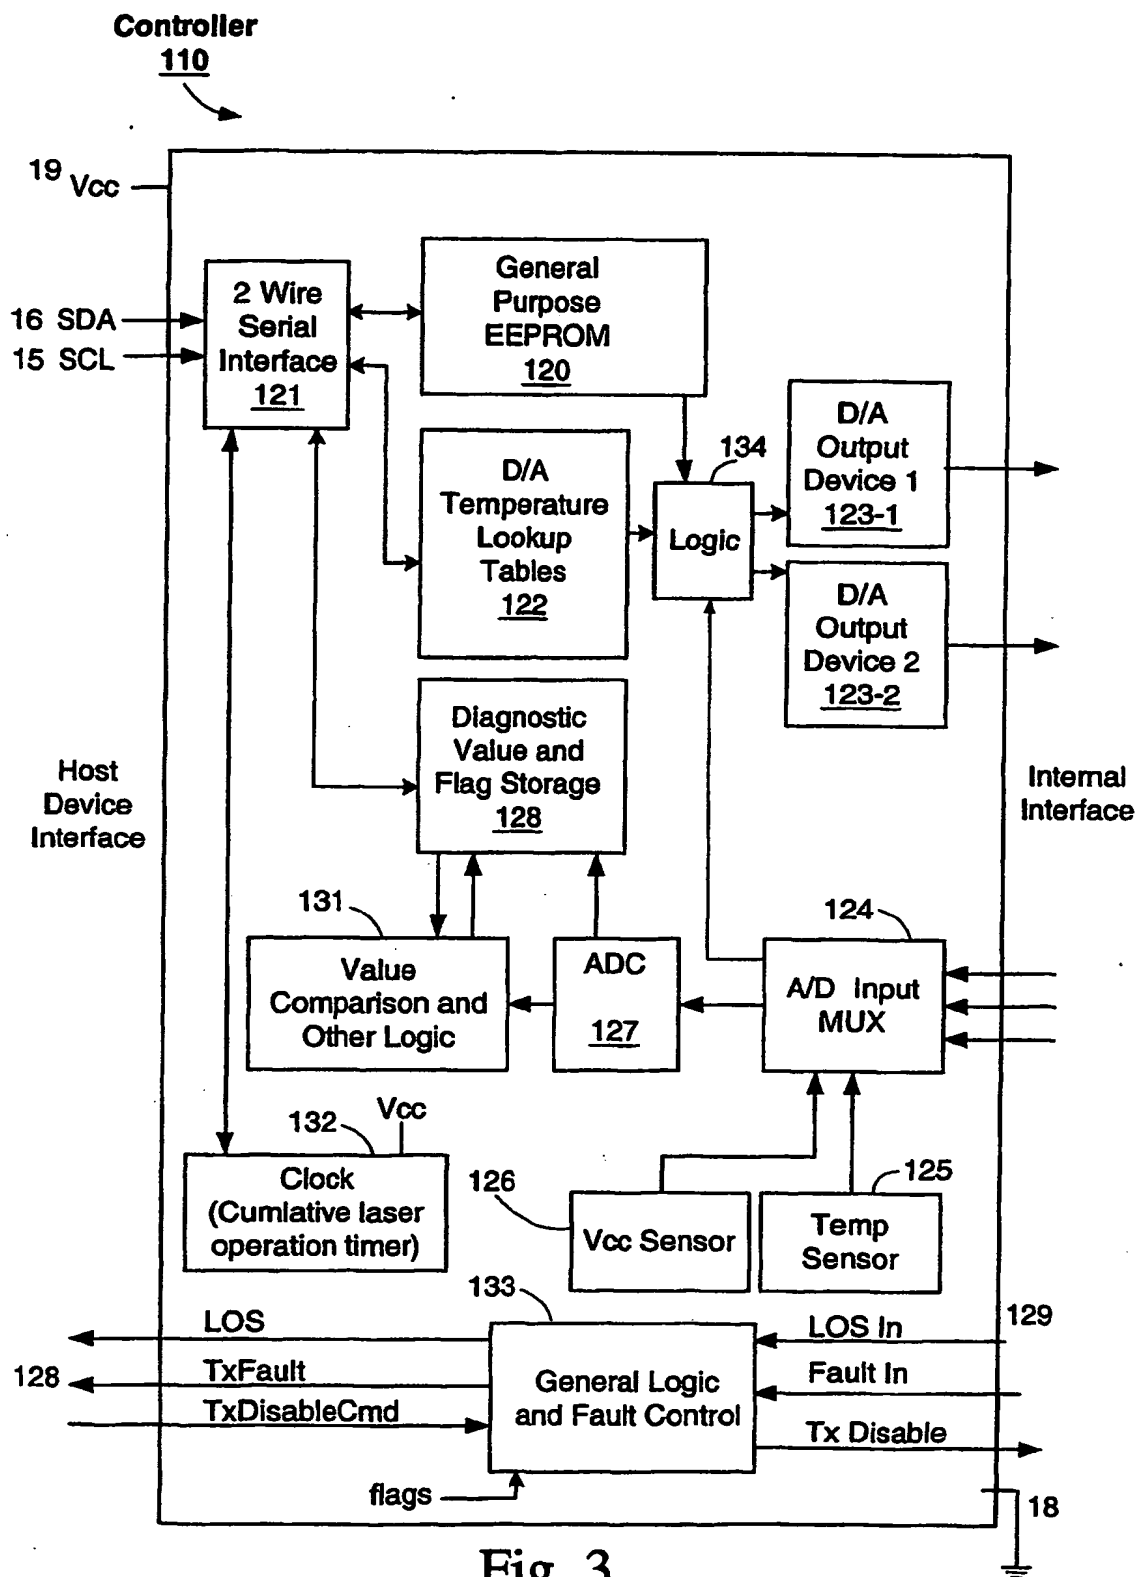 Controller
110
19 Vcc
16 SDA
15 SCL
2 Wire
Serial
Interface
121
General
Purpose
EEPROM
120
D/A
Temperature
Lookup
Tables
122
134
Logic
D/A
Output
Device 1
123-1
D/A
Output
Device 2
123-2
Diagnostic
Value and
Flag Storage
128
Host
Device
Interface
Internal
Interface
131
Value
Comparison and
Other Logic
ADC
127
124
A/D Input
MUX
132
Vcc
Clock
(Cumlative laser
operation timer)
126
Vcc Sensor
125
Temp
Sensor
133
General Logic
and Fault Control
LOS
128
TxFault
TxDisableCmd
flags
LOS In
129
Fault In
Tx Disable
18
Fig. 3